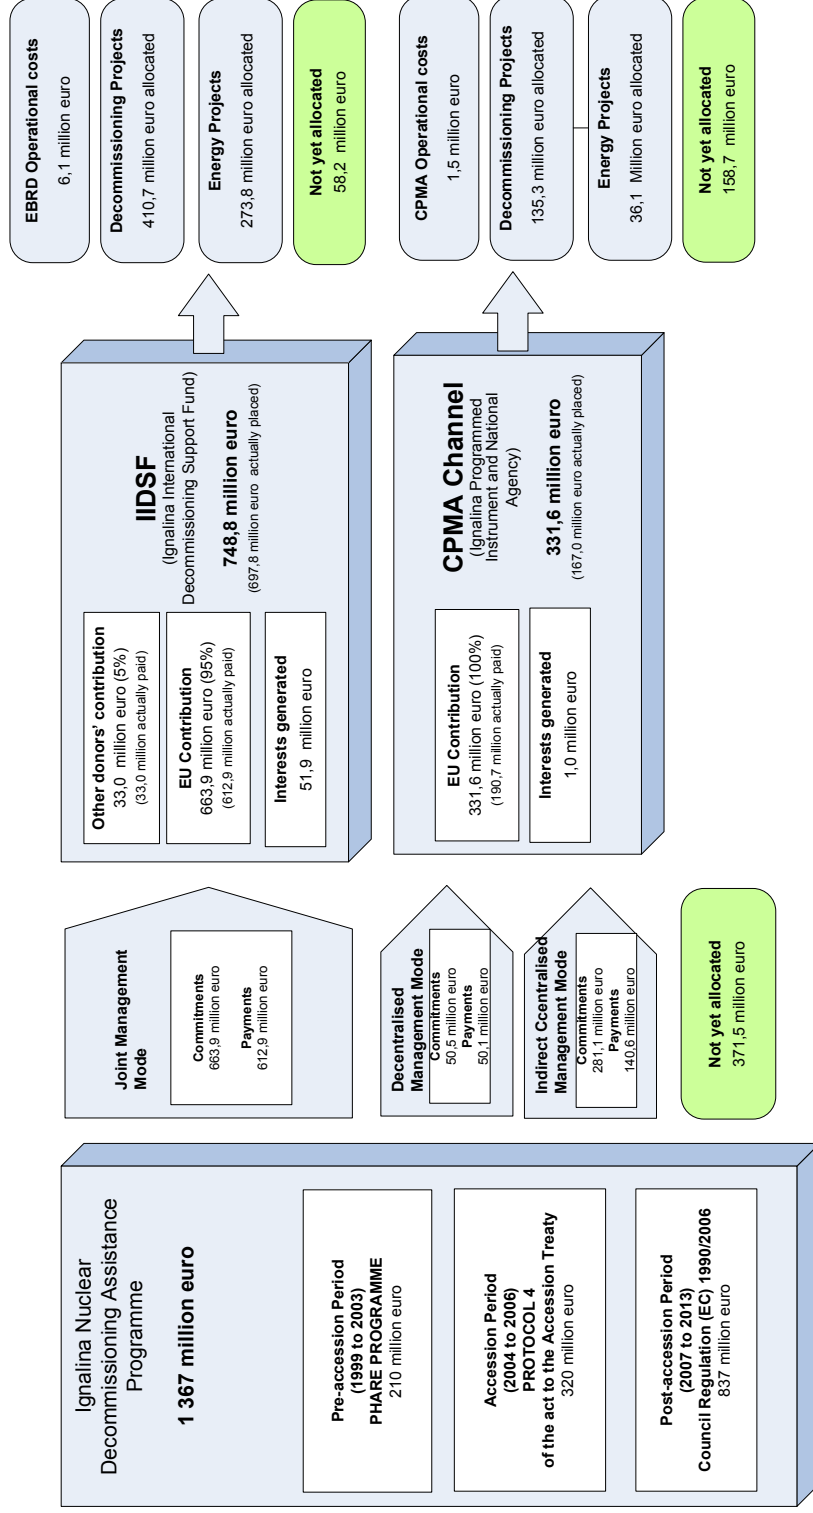 Ignalina Nuclear
Decommissioning Assistance
Programme
1 367 million euro
Pre-accession Period
(1999 to 2003)
PHARE PROGRAMME
210 million euro
Accession Period
(2004 to 2006)
PROTOCOL 4
of the act to the Accession Treaty
320 million euro
Post-accession Period
(2007 to 2013)
Council Regulation (EC) 1990/2006
837 million euro
Joint Management
Mode
Commitments
663,9 million euro
Payments
612,9 million euro
Decentralised
Management Mode
Commitments
50,5 million euro
Payments
50,1 million euro
Indirect Ccentralised
Management Mode
Commitments
281,1 million euro
Payments
140,6 million euro
Not yet allocated
371,5 million euro
Other donors' contribution
33,0 million euro (5%)
(33,0 million actually paid)
EU Contribution
663,9 million euro (95%)
(612,9 million actually paid)
Interests generated
51,9 million euro
IIDSF
(Ignalina International
Decommissioning Support Fund)
748,8 million euro
(697,8 million euro actually placed)
EU Contribution
331,6 million euro (100%)
(190,7 million actually paid)
Interests generated
1,0 million euro
CPMA Channel
(Ignalina Programmed
Instrument and National
Agency)
331,6 million euro
(167,0 million euro actually placed)
EBRD Operational costs
6,1 million euro
Decommissioning Projects
410,7 million euro allocated
Energy Projects
273,8 million euro allocated
Not yet allocated
58,2 million euro
CPMA Operational costs
1,5 million euro
Decommissioning Projects
135,3 million euro allocated
Energy Projects
36,1 Million euro allocated
Not yet allocated
158,7 million euro